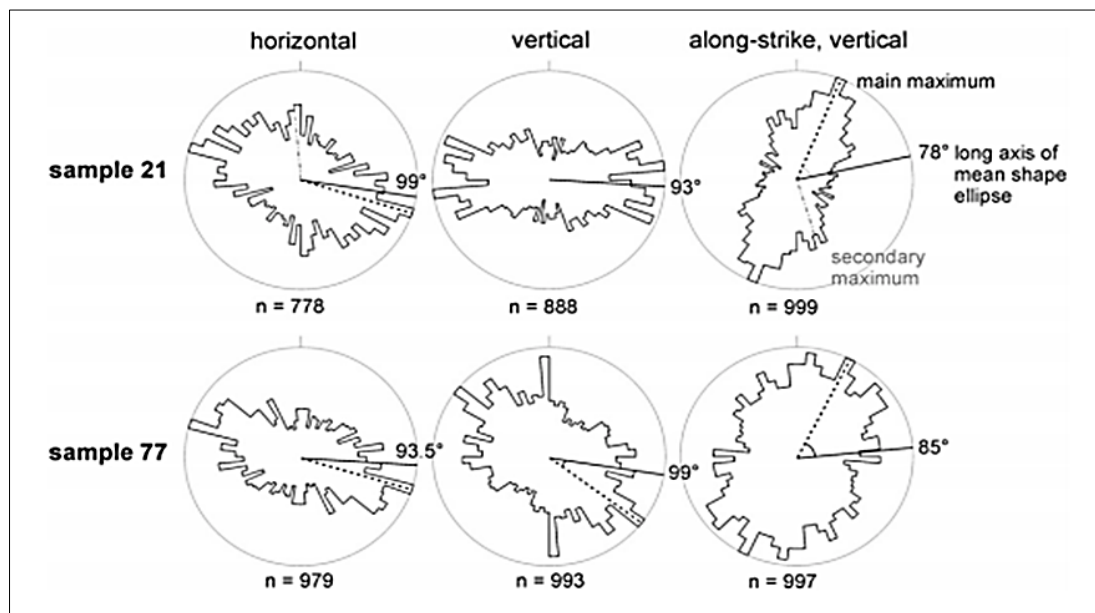 horizontal vertical along-strike, vertical
main maximum
sample 21
99°
93°
78° long axis of
mean shape
ellipse
secondary
maximum
n = 778 n = 888 n = 999
sample 77
93.5°
99°
85°
n = 979 n = 993 n = 997